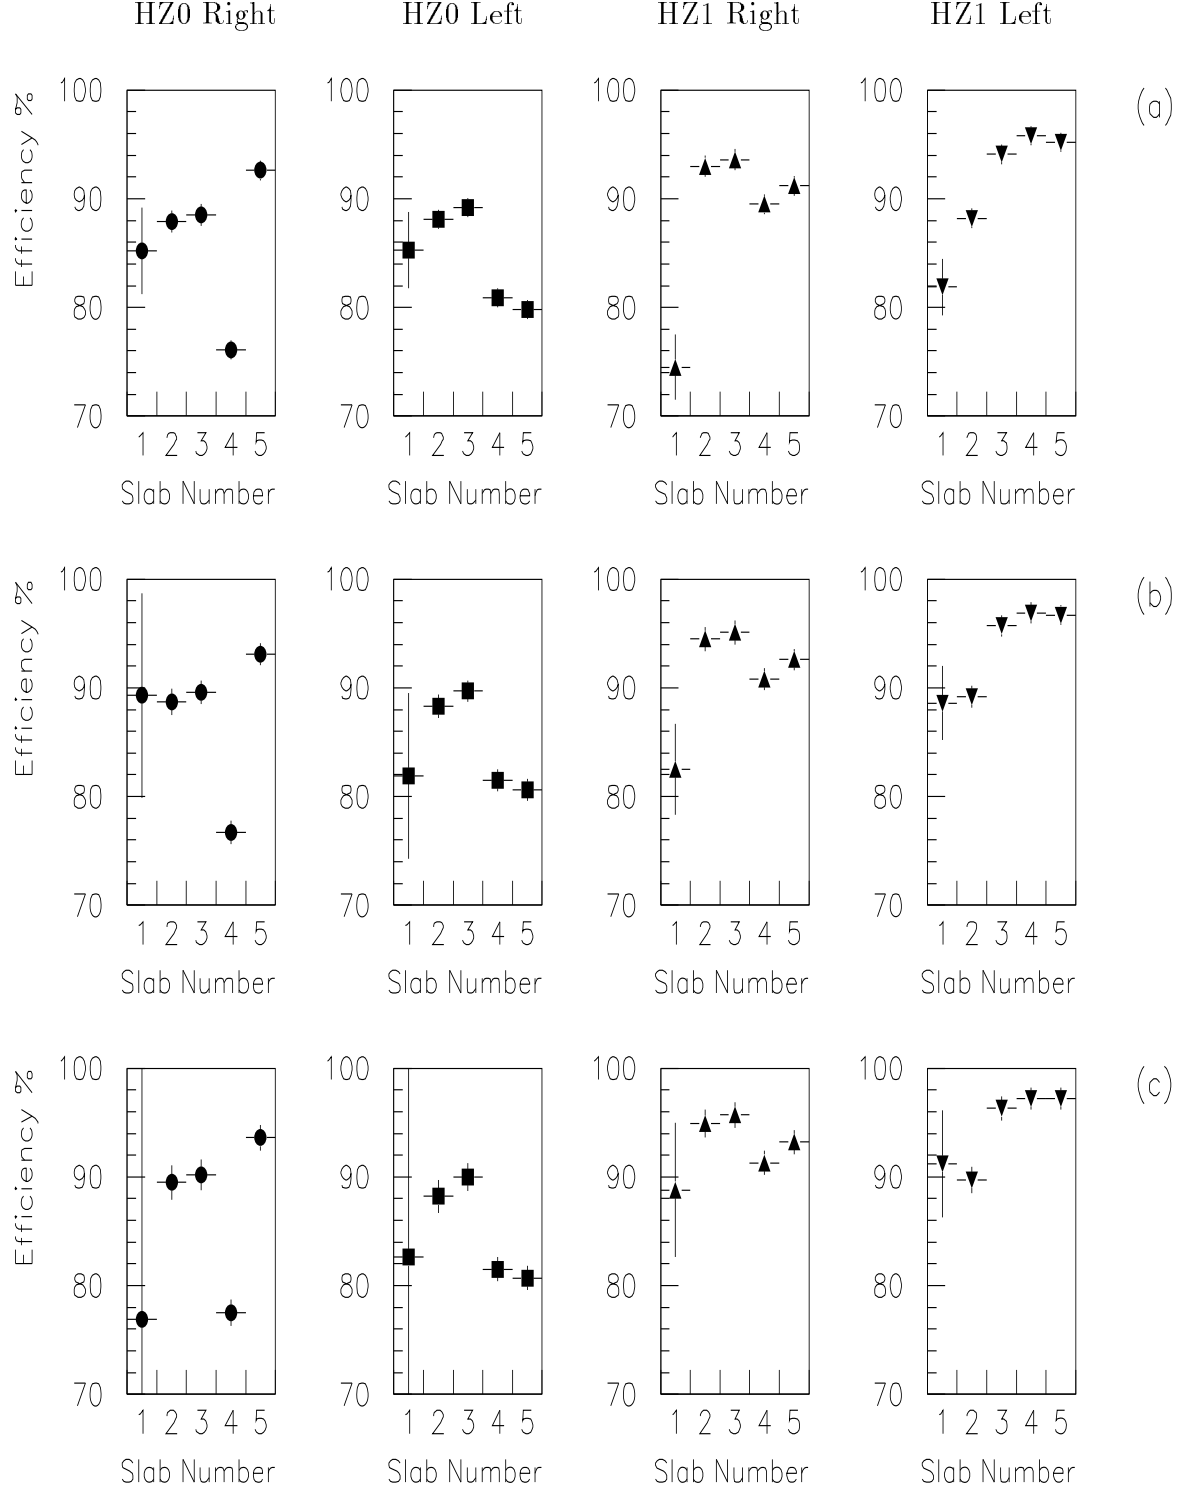 HZ0 Right HZ0 Left HZ1 Right HZ1 Left
(a)
Efficiency %
100 100 100 100
90 90 90 90
80 80 80 80
70 70 70 70
1 2 3 4 5 1 2 3 4 5 1 2 3 4 5 1 2 3 4 5
Slab Number Slab Number Slab Number Slab Number
(b)
Efficiency %
100 100 100 100
90 90 90 90
80 80 80 80
70 70 70 70
1 2 3 4 5 1 2 3 4 5 1 2 3 4 5 1 2 3 4 5
Slab Number Slab Number Slab Number Slab Number
(c)
Efficiency %
100 100 100 100
90 90 90 90
80 80 80 80
70 70 70 70
1 2 3 4 5 1 2 3 4 5 1 2 3 4 5 1 2 3 4 5
Slab Number Slab Number Slab Number Slab Number